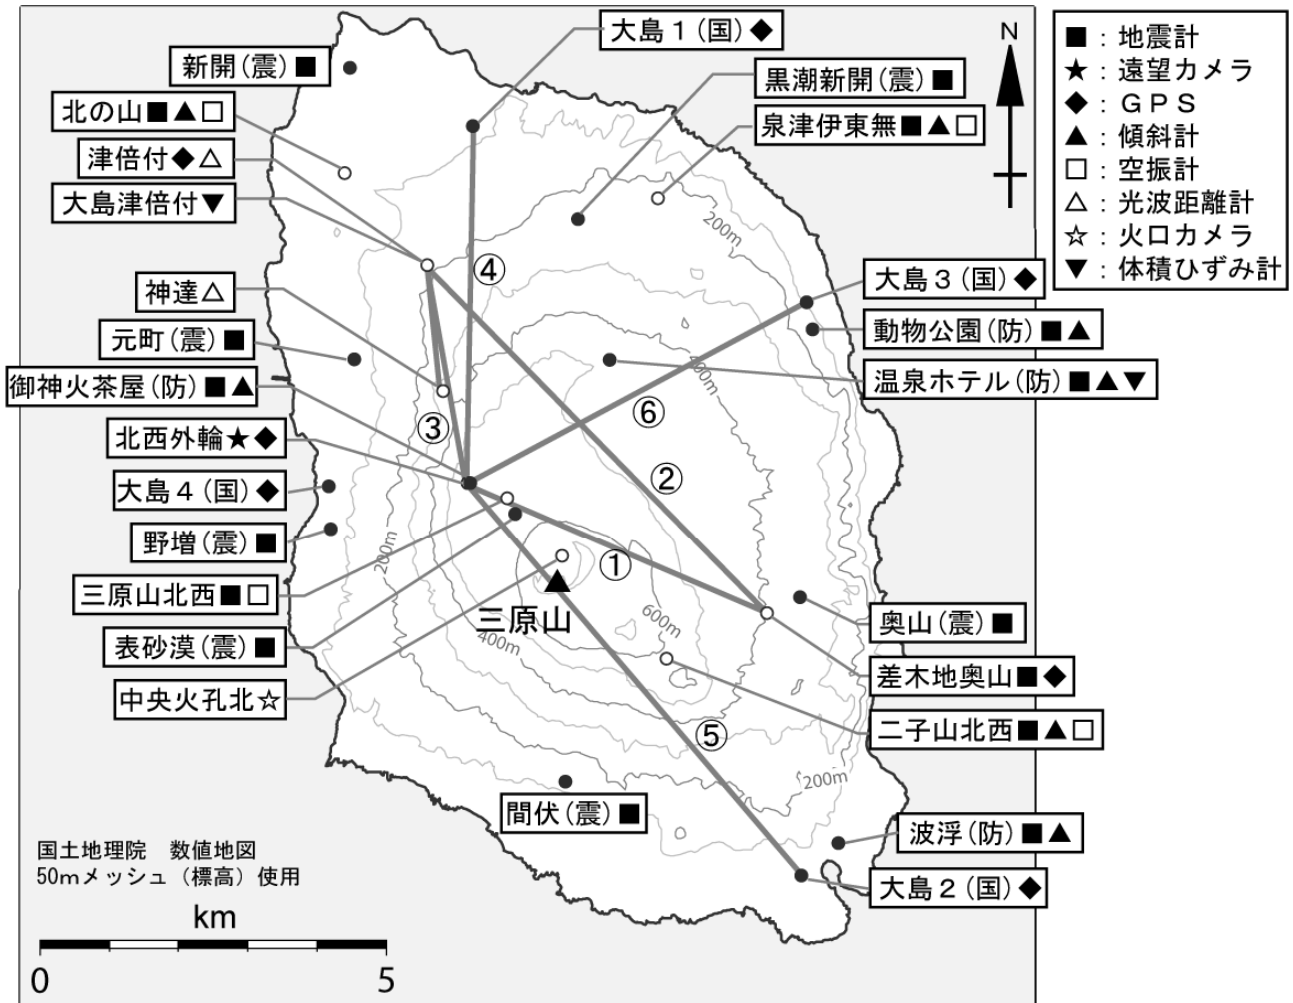 大島1(国)◆
N
新開(震)■
黒潮新開(震)■
北の山■▲□
泉津伊東無■▲□
津倍付◆△
大島津倍付▼
■:地震計
★:遠望カメラ
◆:GPS
▲:傾斜計
□:空振計
△:光波距離計
☆:火口カメラ
▼:体積ひずみ計
200m
④
大島3(国)◆
神達△
動物公園(防)■▲
元町(震)■
400m
温泉ホテル(防)■▲▼
御神火茶屋(防)■▲
⑥
③
北西外輪★◆
②
大島4(国)◆
野増(震)■
200m
①
三原山北西■□
三原山
600m
奥山(震)■
表砂漠(震)■
400m
差木地奥山■◆
中央火孔北☆
二子山北西■▲□
⑤
200m
間伏(震)■
波浮(防)■▲
大島2(国)◆
国土地理院 数値地図
50mメッシュ(標高)使用
km
0 5